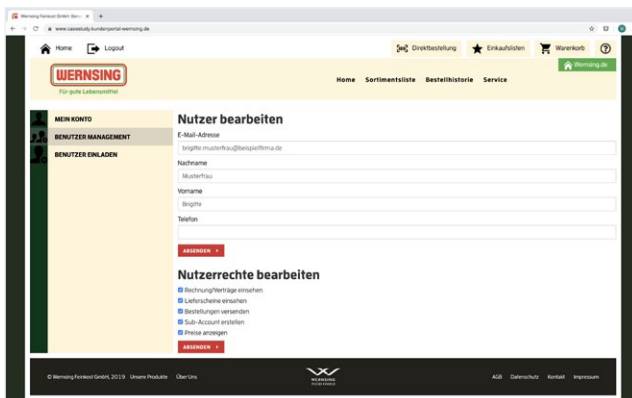 Wernsing Feinkost GmbH: Ben
www.casestudy.kundenportal-wernsing.de
Home Logout Direktbestellung Einkaufslisten Warenkorb ?
Wernsing.de
WERNSING
Für gute Lebensmittel
Home Sortimentsliste Bestellhistorie Service
MEIN KONTO
BENUTZER MANAGEMENT
BENUTZER EINLADEN
Nutzer bearbeiten
E-Mail-Adresse
brigitte.musterfrau@beispielfirma.de
Nachname
Musterfrau
Vorname
Brigitte
Telefon
ABSENDEN
Nutzerrechte bearbeiten
Rechnung/Verträge einsehen
Lieferscheine einsehen
Bestellungen versenden
Sub-Account erstellen
Preise anzeigen
ABSENDEN
© Wernsing Feinkost GmbH, 2019 Unsere Produkte Über Uns
WERNSING
FOOD FAMILY
AGB Datenschutz Kontakt Impressum